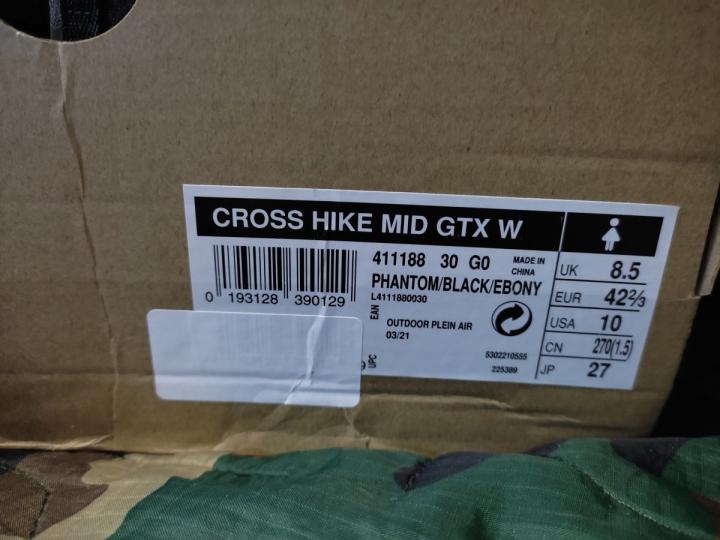 CROSS HIKE MID GTX W
0 193128 390129
411188 30 G0
MADE IN
CHINA
PHANTOM/BLACK/EBONY
L4111880030
EAN
OUTDOOR PLEIN AIR
03/21
9
UPC
5302210555
225389
UK 8.5
EUR 42⅔
USA 10
CN 270(1.5)
JP 27